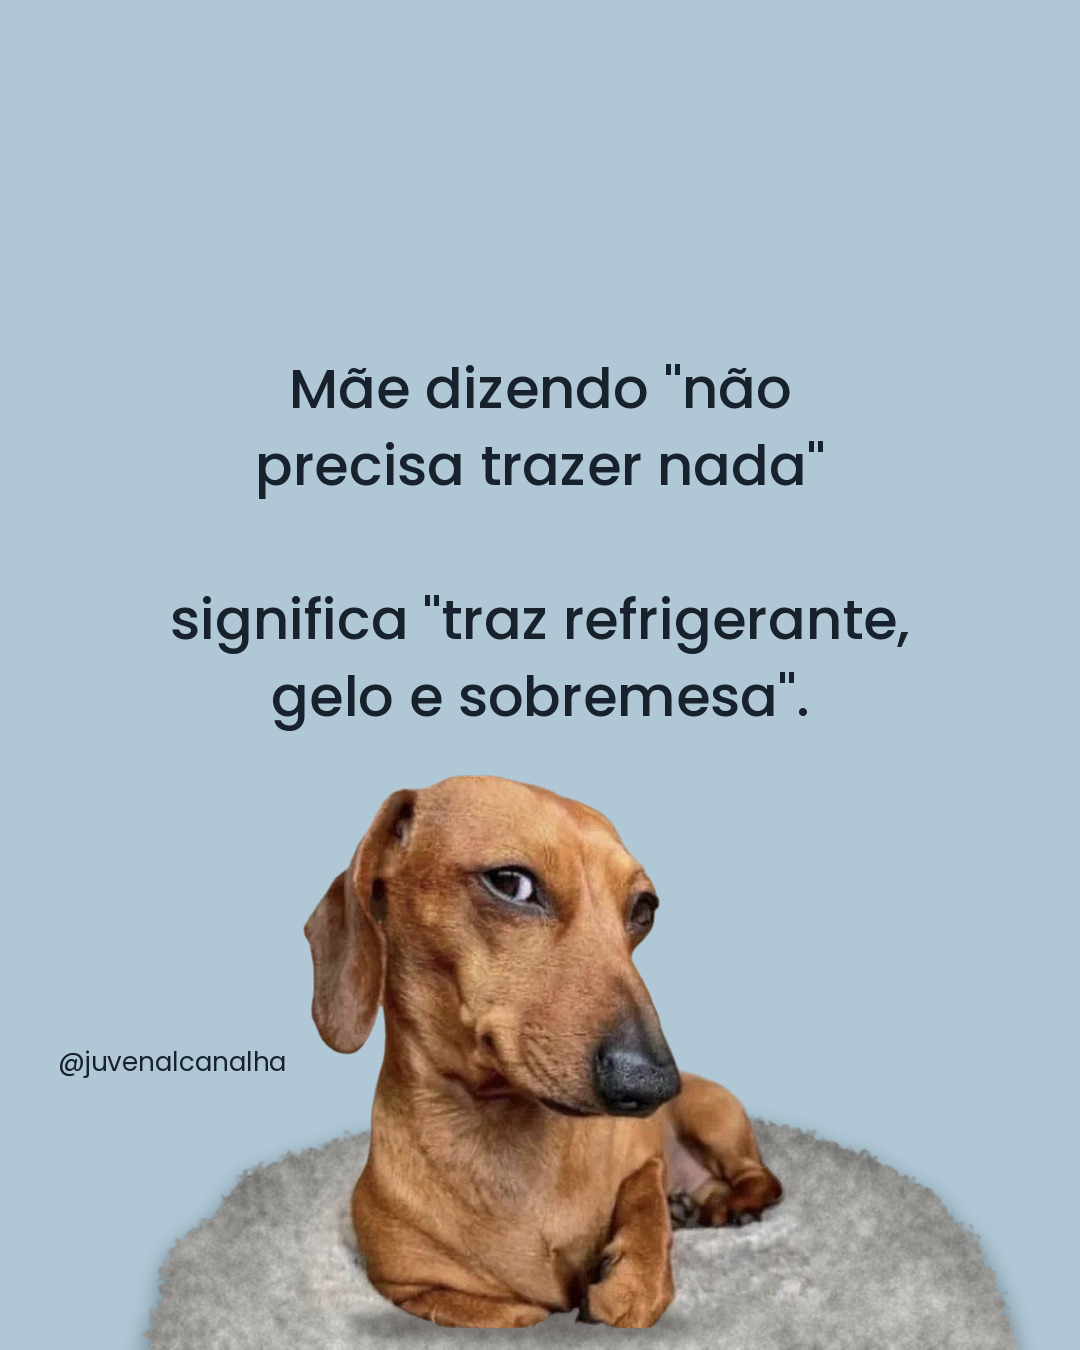 Mãe dizendo "não
precisa trazer nada"
significa "traz refrigerante,
gelo e sobremesa".
@juvenalcanalha